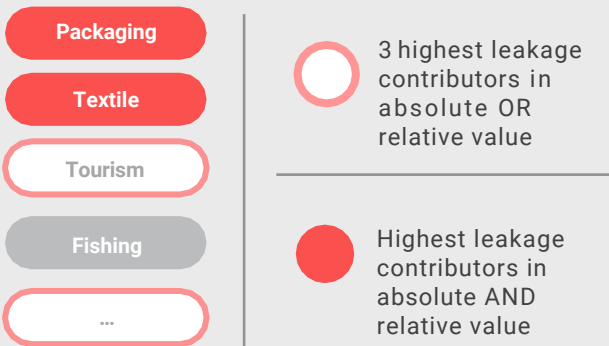 Packaging
Textile
Tourism
Fishing
...
3 highest leakage
contributors in
absolute OR
relative value
Highest leakage
contributors in
absolute AND
relative value